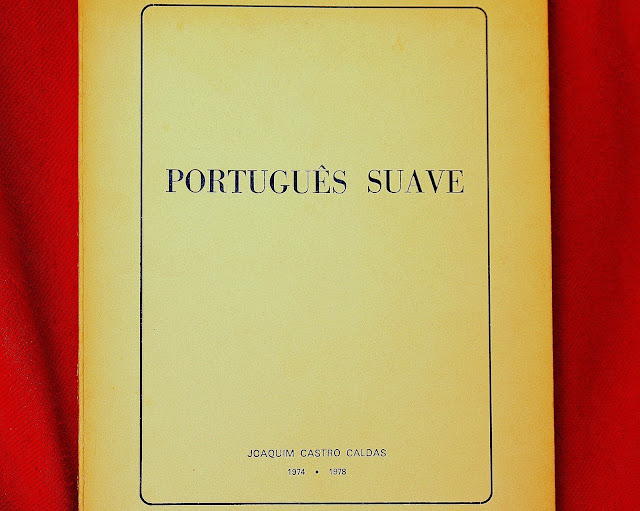 PORTUGUÊS SUAVE
JOAQUIM CASTRO CALDAS
1974 • 1978